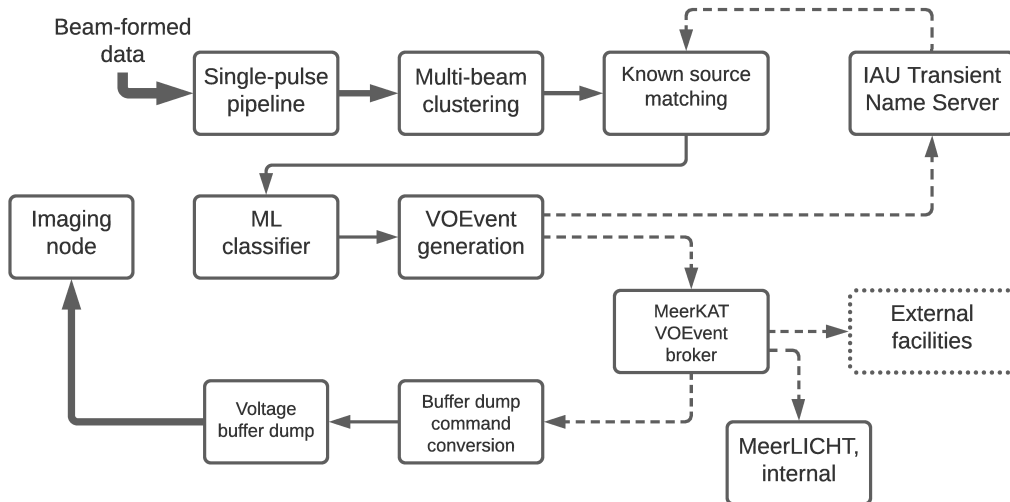 Beam-formed
data
Single-pulse
pipeline
Multi-beam
clustering
Known source
matching
IAU Transient
Name Server
Imaging
node
ML
classifier
VOEvent
generation
MeerKAT
VOEvent
broker
External
facilities
Voltage
buffer dump
Buffer dump
command
conversion
MeerLICHT,
internal